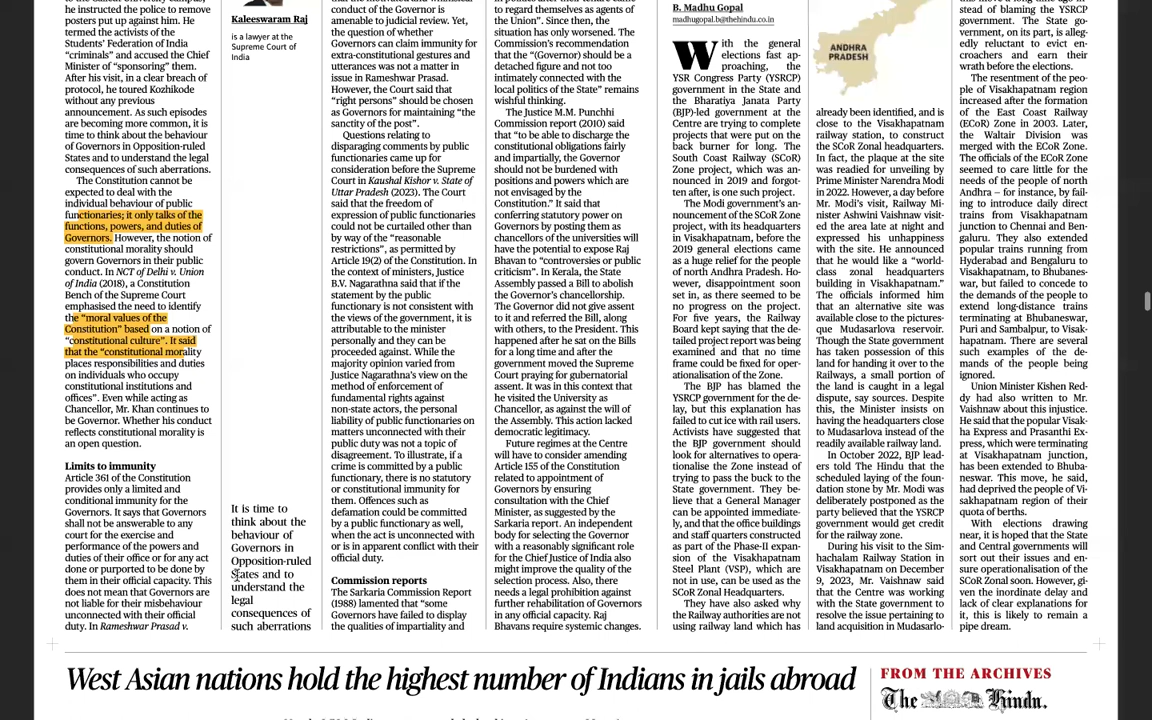 he instructed the police to remove
posters put up against him. He
termed the activists of the
Students' Federation of India
"criminals" and accused the Chief
Minister of "sponsoring" them.
After his visit, in a clear breach of
protocol, he toured Kozhikode
without any previous
announcement. As such episodes
are becoming more common, it is
time to think about the behaviour
of Governors in Opposition-ruled
States and to understand the legal
consequences of such aberrations.
The Constitution cannot be
expected to deal with the
individual behaviour of public
functionaries; it only talks of the
functions, powers, and duties of
Governors. However, the notion of
constitutional morality should
govern Governors in their public
conduct. In NCT of Delhi v. Union
of India (2018), a Constitution
Bench of the Supreme Court
emphasised the need to identify
the "moral values of the
Constitution" based on a notion of
"constitutional culture". It said
that the "constitutional morality
places responsibilities and duties
on individuals who occupy
constitutional institutions and
offices". Even while acting as
Chancellor, Mr. Khan continues to
be Governor. Whether his conduct
reflects constitutional morality is
an open question.
Limits to immunity
Article 361 of the Constitution
provides only a limited and
conditional immunity for the
Governors. It says that Governors
shall not be answerable to any
court for the exercise and
performance of the powers and
duties of their office or for any act
done or purported to be done by
them in their official capacity. This
does not mean that Governors are
not liable for their misbehaviour
unconnected with their official
duty. In Rameshwar Prasad v.
Kaleeswaram Raj
is a lawyer at the
Supreme Court of
India
It is time to
think about the
behaviour of
Governors in
Opposition-ruled
States and to
understand the
legal
consequences of
such aberrations
conduct of the Governor is
amenable to judicial review. Yet,
the question of whether
Governors can claim immunity for
extra-constitutional gestures and
utterances was not a matter in
issue in Rameshwar Prasad.
However, the Court said that
"right persons" should be chosen
as Governors for maintaining "the
sanctity of the post".
Questions relating to
disparaging comments by public
functionaries came up for
consideration before the Supreme
Court in Kaushal Kishor v. State of
Uttar Pradesh (2023). The Court
said that the freedom of
expression of public functionaries
could not be curtailed other than
by way of the "reasonable
restrictions", as permitted by
Article 19(2) of the Constitution. In
the context of ministers, Justice
B.V. Nagarathna said that if the
statement by the public
functionary is not consistent with
the views of the government, it is
attributable to the minister
personally and they can be
proceeded against. While the
majority opinion varied from
Justice Nagarathna's view on the
method of enforcement of
fundamental rights against
non-state actors, the personal
liability of public functionaries on
matters unconnected with their
public duty was not a topic of
disagreement. To illustrate, if a
crime is committed by a public
functionary, there is no statutory
or constitutional immunity for
them. Offences such as
defamation could be committed
by a public functionary as well,
when the act is unconnected with
or is in apparent conflict with their
official duty.
Commission reports
The Sarkaria Commission Report
(1988) lamented that "some
Governors have failed to display
the qualities of impartiality and
to regard themselves as agents of
the Union". Since then, the
situation has only worsened. The
Commission's recommendation
that the "(Governor) should be a
detached figure and not too
intimately connected with the
local politics of the State" remains
wishful thinking.
The Justice M.M. Punchhi
Commission report (2010) said
that "to be able to discharge the
constitutional obligations fairly
and impartially, the Governor
should not be burdened with
positions and powers which are
not envisaged by the
Constitution." It said that
conferring statutory power on
Governors by posting them as
chancellors of the universities will
have the potential to expose Raj
Bhavan to "controversies or public
criticism". In Kerala, the State
Assembly passed a Bill to abolish
the Governor's chancellorship.
The Governor did not give assent
to it and referred the Bill, along
with others, to the President. This
happened after he sat on the Bills
for a long time and after the
government moved the Supreme
Court praying for gubernatorial
assent. It was in this context that
he visited the University as
Chancellor, as against the will of
the Assembly. This action lacked
democratic legitimacy.
Future regimes at the Centre
will have to consider amending
Article 155 of the Constitution
related to appointment of
Governors by ensuring
consultation with the Chief
Minister, as suggested by the
Sarkaria report. An independent
body for selecting the Governor
with a reasonably significant role
for the Chief Justice of India also
might improve the quality of the
selection process. Also, there
needs a legal prohibition against
further rehabilitation of Governors
in any official capacity. Raj
Bhavans require systemic changes.
B. Madhu Gopal
madhugopal.b@thehindu.co.in
With the general
elections fast ap-
proaching, the
YSR Congress Party (YSRCP)
government in the State and
the Bharatiya Janata Party
(BJP)-led government at the
Centre are trying to complete
projects that were put on the
back burner for long. The
South Coast Railway (SCoR)
Zone project, which was an-
nounced in 2019 and forgot-
ten after, is one such project.
The Modi government's an-
nouncement of the SCoR Zone
project, with its headquarters
in Visakhapatnam, before the
2019 general elections came
as a huge relief for the people
of north Andhra Pradesh. Ho-
wever, disappointment soon
set in, as there seemed to be
no progress on the project.
For five years, the Railway
Board kept saying that the de-
tailed project report was being
examined and that no time
frame could be fixed for oper-
ationalisation of the Zone.
The BJP has blamed the
YSRCP government for the de-
lay, but this explanation has
failed to cut ice with rail users.
Activists have suggested that
the BJP government should
look for alternatives to opera-
tionalise the Zone instead of
trying to pass the buck to the
State government. They be-
lieve that a General Manager
can be appointed immediate-
ly, and that the office buildings
and staff quarters constructed
as part of the Phase-II expan-
sion of the Visakhapatnam
Steel Plant (VSP), which are
not in use, can be used as the
SCoR Zonal Headquarters.
They have also asked why
the Railway authorities are not
using railway land which has
ANDHRA
PRADESH
already been identified, and is
close to the Visakhapatnam
railway station, to construct
the SCoR Zonal headquarters.
In fact, the plaque at the site
was readied for unveiling by
Prime Minister Narendra Modi
in 2022. However, a day before
Mr. Modi's visit, Railway Mi-
nister Ashwini Vaishnaw visit-
ed the area late at night and
expressed his unhappiness
with the site. He announced
that he would like a "world-
class zonal headquarters
building in Visakhapatnam."
The officials informed him
that an alternative site was
available close to the pictures-
que Mudasarlova reservoir.
Though the State government
has taken possession of this
land for handing it over to the
Railways, a small portion of
the land is caught in a legal
dispute, say sources. Despite
this, the Minister insists on
having the headquarters close
to Mudasarlova instead of the
readily available railway land.
In October 2022, BJP lead-
ers told The Hindu that the
scheduled laying of the foun-
dation stone by Mr. Modi was
deliberately postponed as the
party believed that the YSRCP
government would get credit
for the railway zone.
During his visit to the Sim-
hachalam Railway Station in
Visakhapatnam on December
9, 2023, Mr. Vaishnaw said
that the Centre was working
with the State government to
resolve the issue pertaining to
land acquisition in Mudasarlo-
stead of blaming the YSRCP
government. The State go-
vernment, on its part, is alleg-
edly reluctant to evict en-
croachers and earn their
wrath before the elections.
The resentment of the peo-
ple of Visakhapatnam region
increased after the formation
of the East Coast Railway
(ECoR) Zone in 2003. Later,
the Waltair Division was
merged with the ECoR Zone.
The officials of the ECoR Zone
seemed to care little for the
needs of the people of north
Andhra – for instance, by fail-
ing to introduce daily direct
trains from Visakhapatnam
junction to Chennai and Ben-
galuru. They also extended
popular trains running from
Hyderabad and Bengaluru to
Visakhapatnam, to Bhubanes-
war, but failed to concede to
the demands of the people to
extend long-distance trains
terminating at Bhubaneswar,
Puri and Sambalpur, to Visak-
hapatnam. There are several
such examples of the de-
mands of the people being
ignored.
Union Minister Kishen Red-
dy had also written to Mr.
Vaishnaw about this injustice.
He said that the popular Visak-
ha Express and Prasanthi Ex-
press, which were terminating
at Visakhapatnam junction,
has been extended to Bhuba-
neswar. This move, he said,
had deprived the people of Vi-
sakhapatnam region of their
quota of berths.
With elections drawing
near, it is hoped that the State
and Central governments will
sort out their issues and en-
sure operationalisation of the
SCoR Zonal soon. However, gi-
ven the inordinate delay and
lack of clear explanations for
it, this is likely to remain a
pipe dream.
West Asian nations hold the highest number of Indians in jails abroad
FROM THE ARCHIVES
The Hindu.